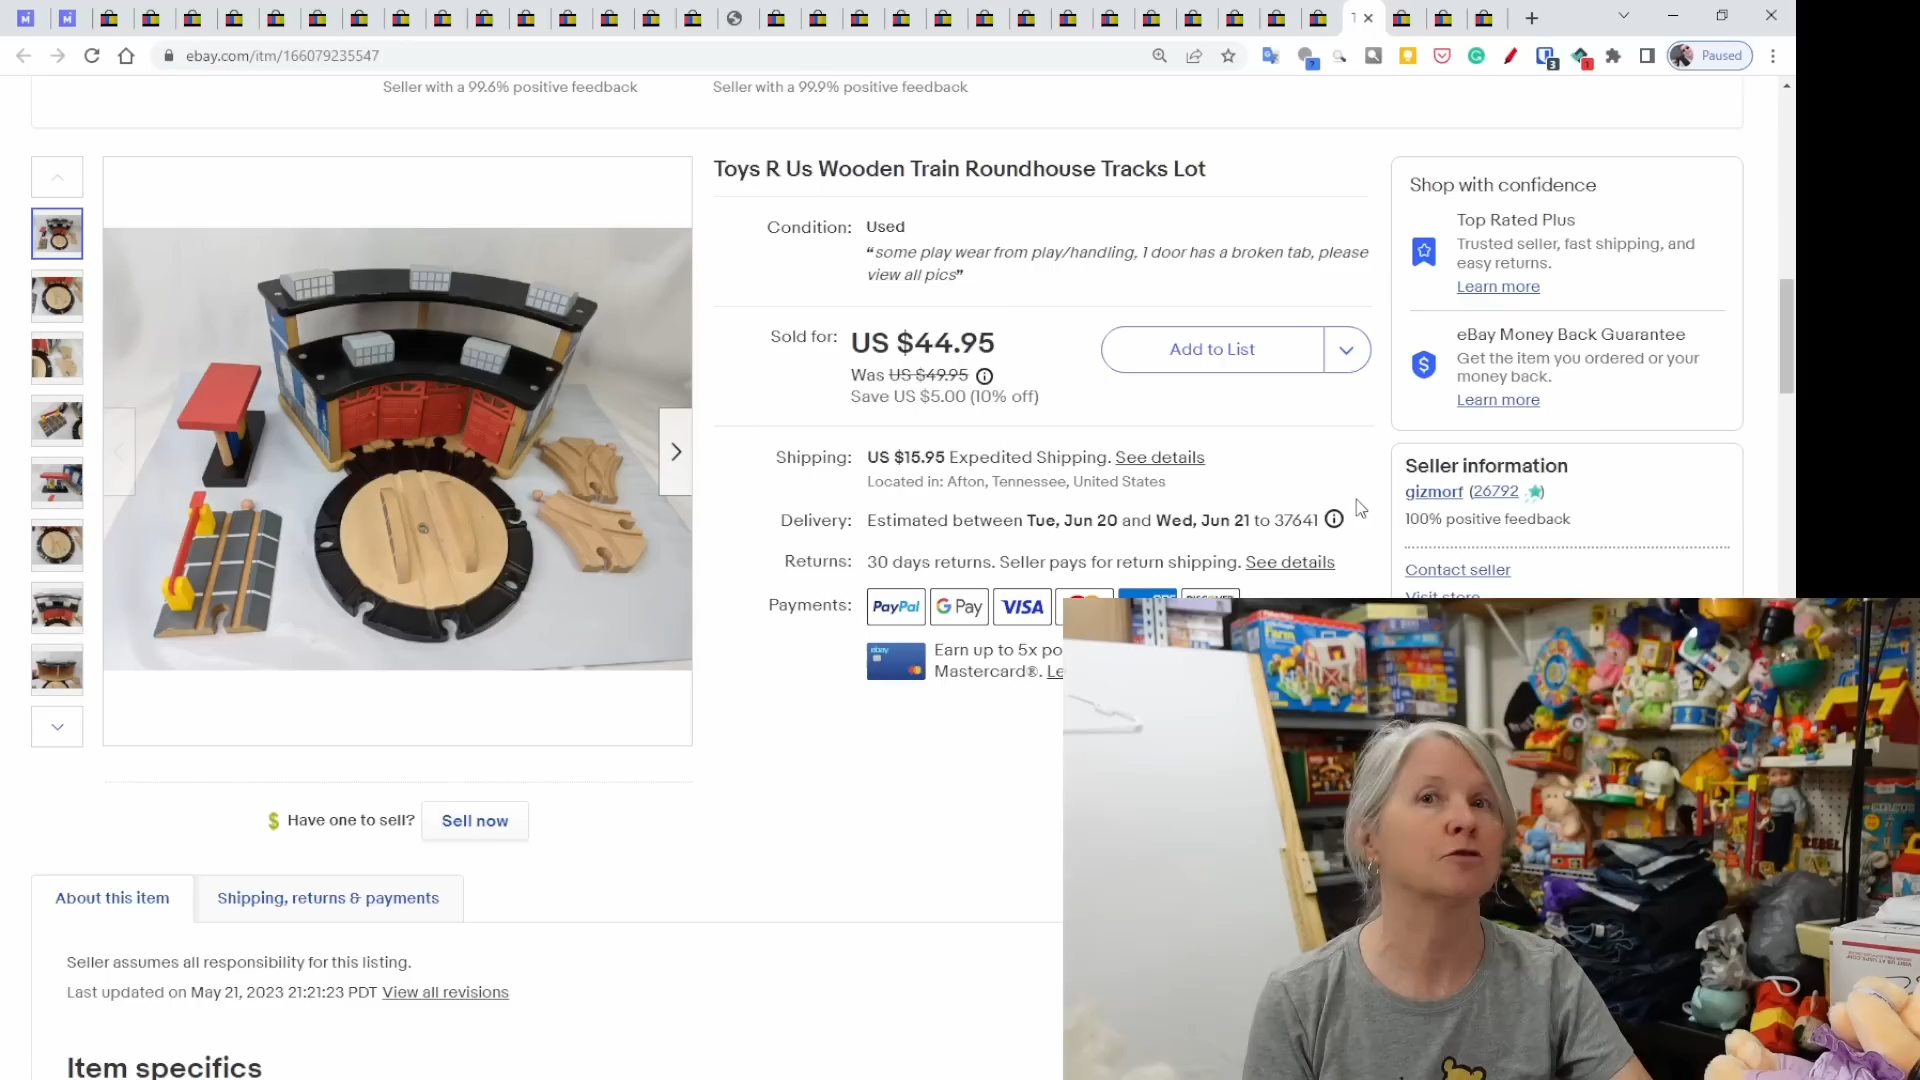 ebay.com/itm/166079235547
Paused
Seller with a 99.6% positive feedback
Seller with a 99.9% positive feedback
Toys R Us Wooden Train Roundhouse Tracks Lot
Condition: Used
“some play wear from play/handling, 1 door has a broken tab, please
view all pics”
Sold for: US $44.95
Was US $49.95
Save US $5.00 (10% off)
Add to List
Shipping: US $15.95 Expedited Shipping. See details
Located in: Afton, Tennessee, United States
Delivery: Estimated between Tue, Jun 20 and Wed, Jun 21 to 37641
Returns: 30 days returns. Seller pays for return shipping. See details
Payments: PayPal G Pay VISA
ebay
Earn up to 5x po
Mastercard®. Le
Shop with confidence
Top Rated Plus
Trusted seller, fast shipping, and
easy returns.
Learn more
eBay Money Back Guarantee
Get the item you ordered or your
money back.
Learn more
Seller information
gizmorf (26792)
100% positive feedback
Contact seller
Visit store
Have one to sell? Sell now
About this item
Shipping, returns & payments
Seller assumes all responsibility for this listing.
Last updated on May 21, 2023 21:21:23 PDT View all revisions
Item specifics